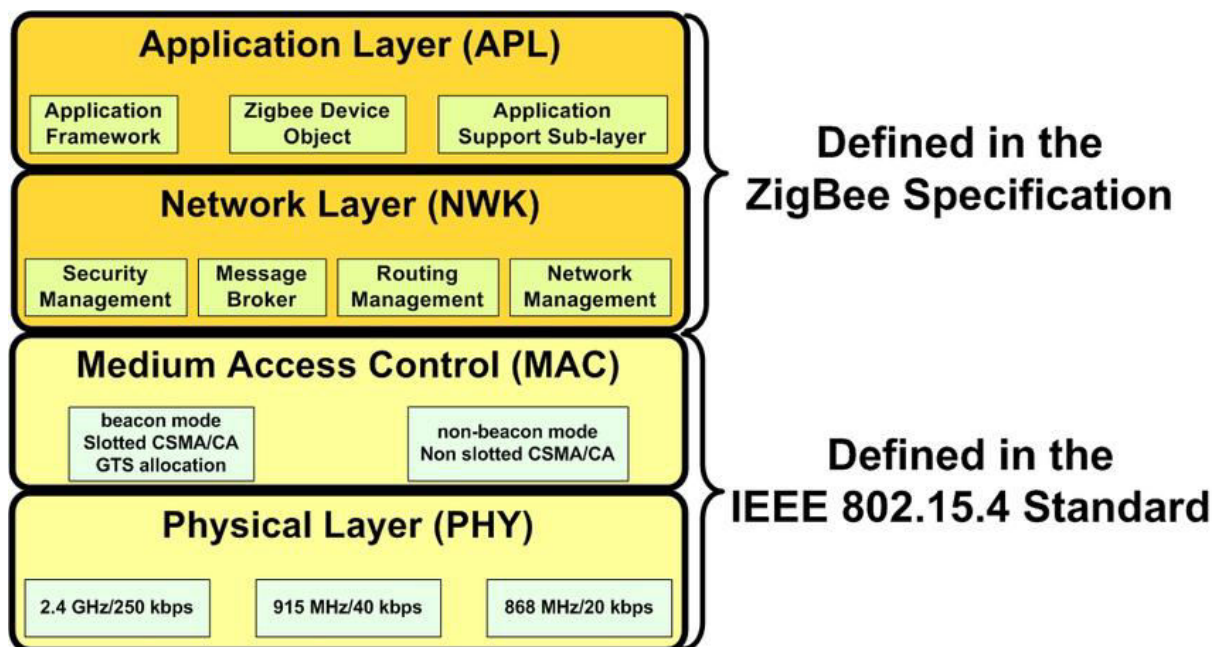 Application Layer (APL)
Application
Framework
Zigbee Device
Object
Application
Support Sub-layer
Defined in the
ZigBee Specification
Network Layer (NWK)
Security
Management
Message
Broker
Routing
Management
Network
Management
Medium Access Control (MAC)
beacon mode
Slotted CSMA/CA
GTS allocation
non-beacon mode
Non slotted CSMA/CA
Defined in the
IEEE 802.15.4 Standard
Physical Layer (PHY)
2.4 GHz/250 kbps
915 MHz/40 kbps
868 MHz/20 kbps